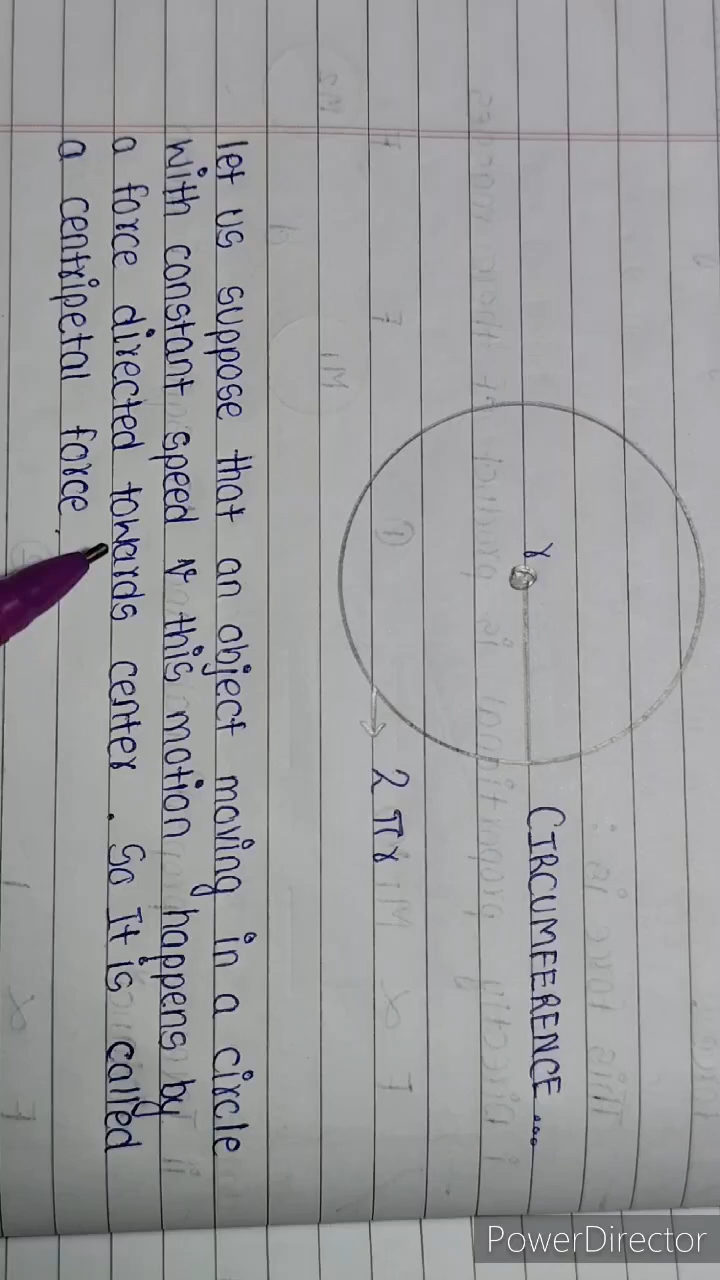 CIRCUMFERENCE...
r
2πr
let us suppose that an object moving in a circle
with constant speed v this motion happens by
a force directed towards center. So It is called
a centripetal force.
PowerDirector